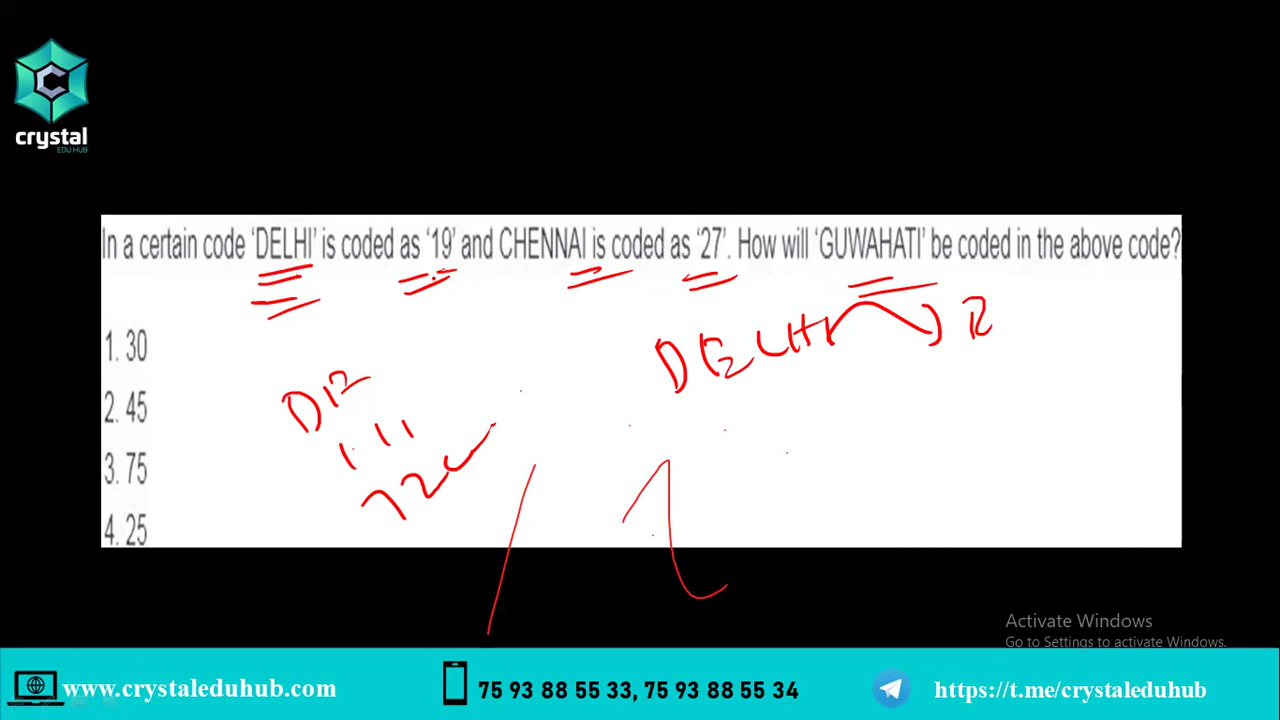 crystal
EDU HUB
In a certain code ‘DELHI’ is coded as ‘19’ and CHENNAI is coded as ‘27’. How will ‘GUWAHATI’ be coded in the above code?
1. 30
2. 45
3. 75
4. 25
Activate Windows
Go to Settings to activate Windows.
www.crystaleduhub.com
75 93 88 55 33, 75 93 88 55 34
https://t.me/crystaleduhub